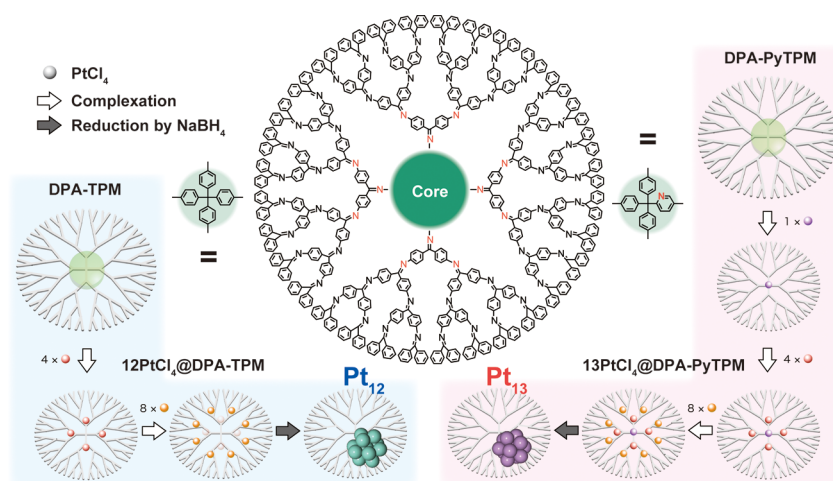 PtCl4
Complexation
Reduction by NaBH4
DPA-TPM
=
Core
N
N
N
N
=
DPA-PyTPM
N
1 ×
4 ×
12PtCl4@DPA-TPM
8 ×
Pt12
Pt13
13PtCl4@DPA-PyTPM
8 ×
4 ×